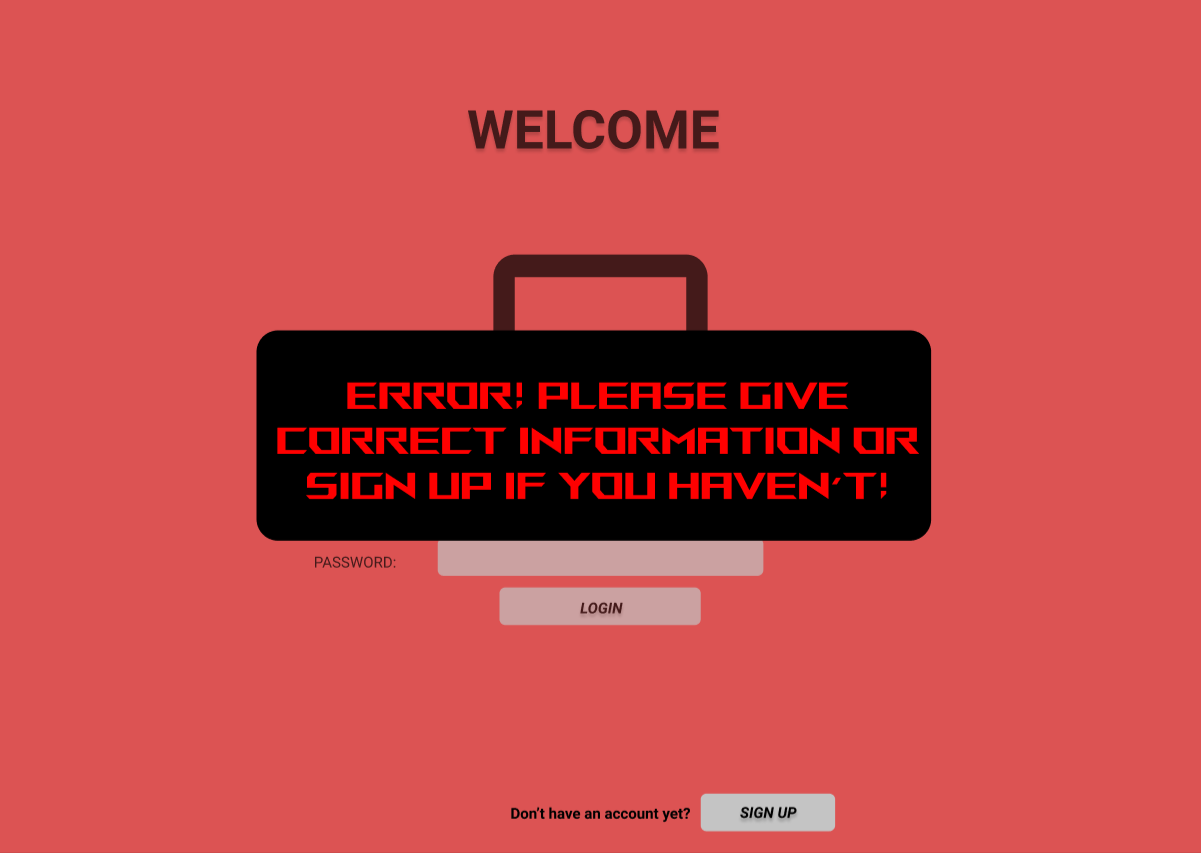 WELCOME
ERROR! PLEASE GIVE
CORRECT INFORMATION OR
SIGN UP IF YOU HAVEN'T!
PASSWORD:
LOGIN
Don't have an account yet?
SIGN UP